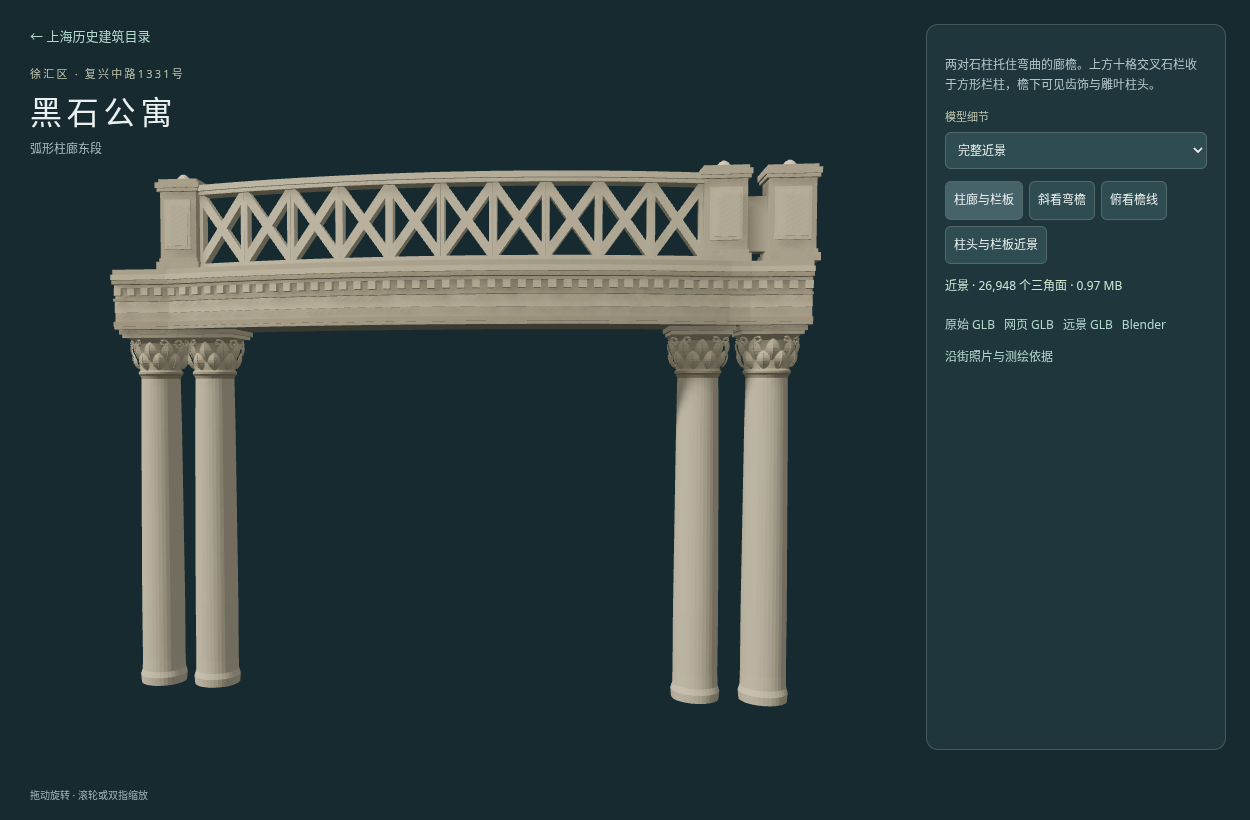 ← 上海历史建筑目录
徐汇区 · 复兴中路1331号
黑石公寓
弧形柱廊东段
两对石柱托住弯曲的廊檐。上方十格交叉石栏收
于方形栏柱，檐下可见齿饰与雕叶柱头。
模型细节
完整近景
柱廊与栏板 斜看弯檐 俯看檐线
柱头与栏板近景
近景 · 26,948 个三角面 · 0.97 MB
原始 GLB 网页 GLB 远景 GLB Blender
沿街照片与测绘依据
拖动旋转 · 滚轮或双指缩放